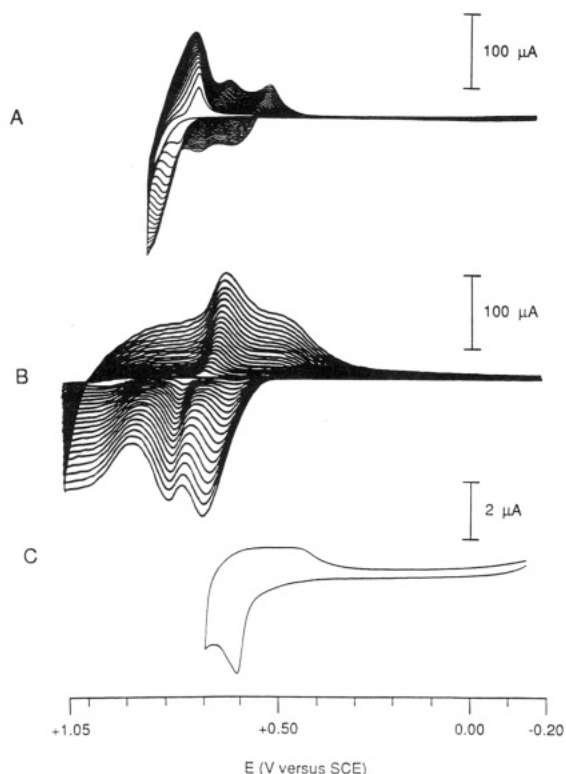 100 μA
A
100 μA
B
2 μA
C
+1.05 +0.50 0.00 -0.20
E (V versus SCE)